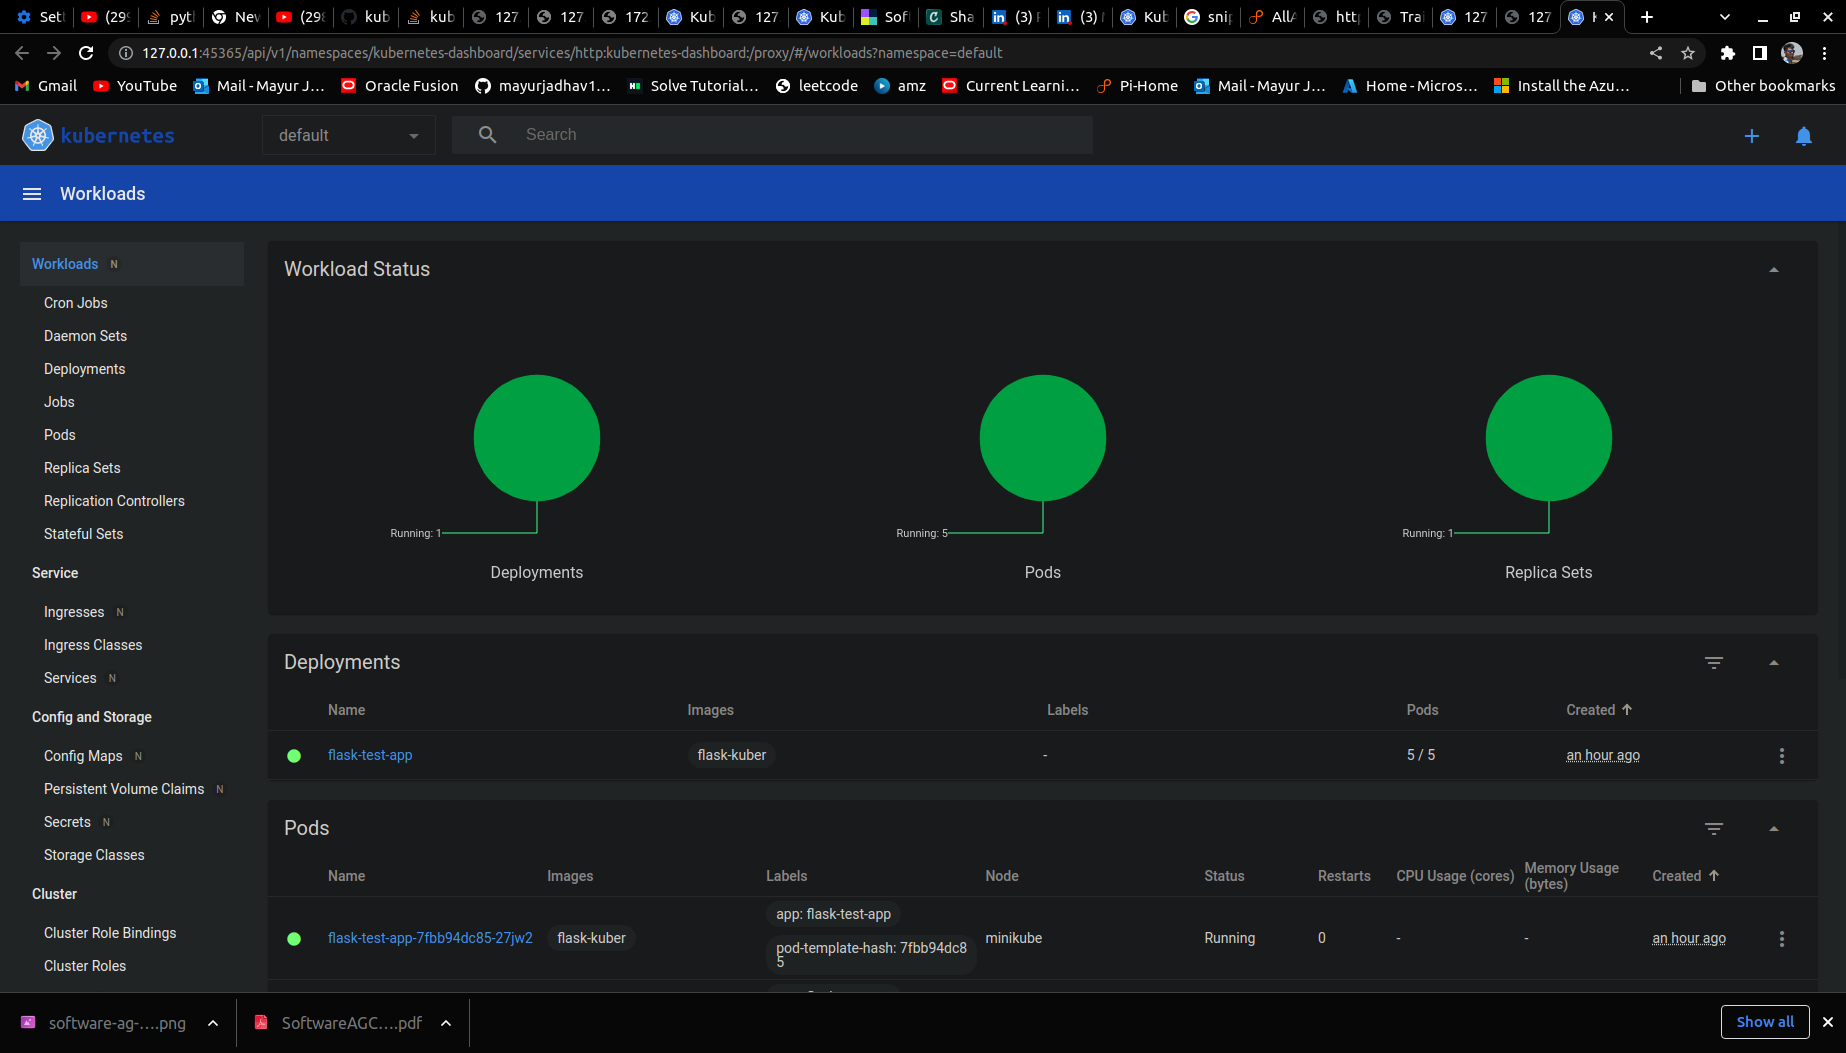 Set (299 pyt Nev (298 kub kub 127. 127 172 Kub 127. Kub Sof Sha (3) (3) Kub snip AllA http Trai 127 127
127.0.0.1:45365/api/v1/namespaces/kubernetes-dashboard/services/http:kubernetes-dashboard:/proxy/#/workloads?namespace=default
Gmail YouTube Mail - Mayur J... Oracle Fusion mayurjadhav1... Solve Tutorial... leetcode amz Current Learni... Pi-Home Mail - Mayur J... Home - Micros... Install the Azu... Other bookmarks
kubernetes default Search
Workloads
Workloads N
Cron Jobs
Daemon Sets
Deployments
Jobs
Pods
Replica Sets
Replication Controllers
Stateful Sets
Service
Ingresses N
Ingress Classes
Services N
Config and Storage
Config Maps N
Persistent Volume Claims N
Secrets N
Storage Classes
Cluster
Cluster Role Bindings
Cluster Roles
Workload Status
Running: 1 Running: 5 Running: 1
Deployments Pods Replica Sets
Deployments
Name Images Labels Pods Created
flask-test-app flask-kuber - 5 / 5 an hour ago
Pods
Name Images Labels Node Status Restarts CPU Usage (cores) Memory Usage (bytes) Created
app: flask-test-app
flask-test-app-7fbb94dc85-27jw2 flask-kuber pod-template-hash: 7fbb94dc8 minikube Running 0 - - an hour ago
5
software-ag-....png SoftwareAGC....pdf Show all